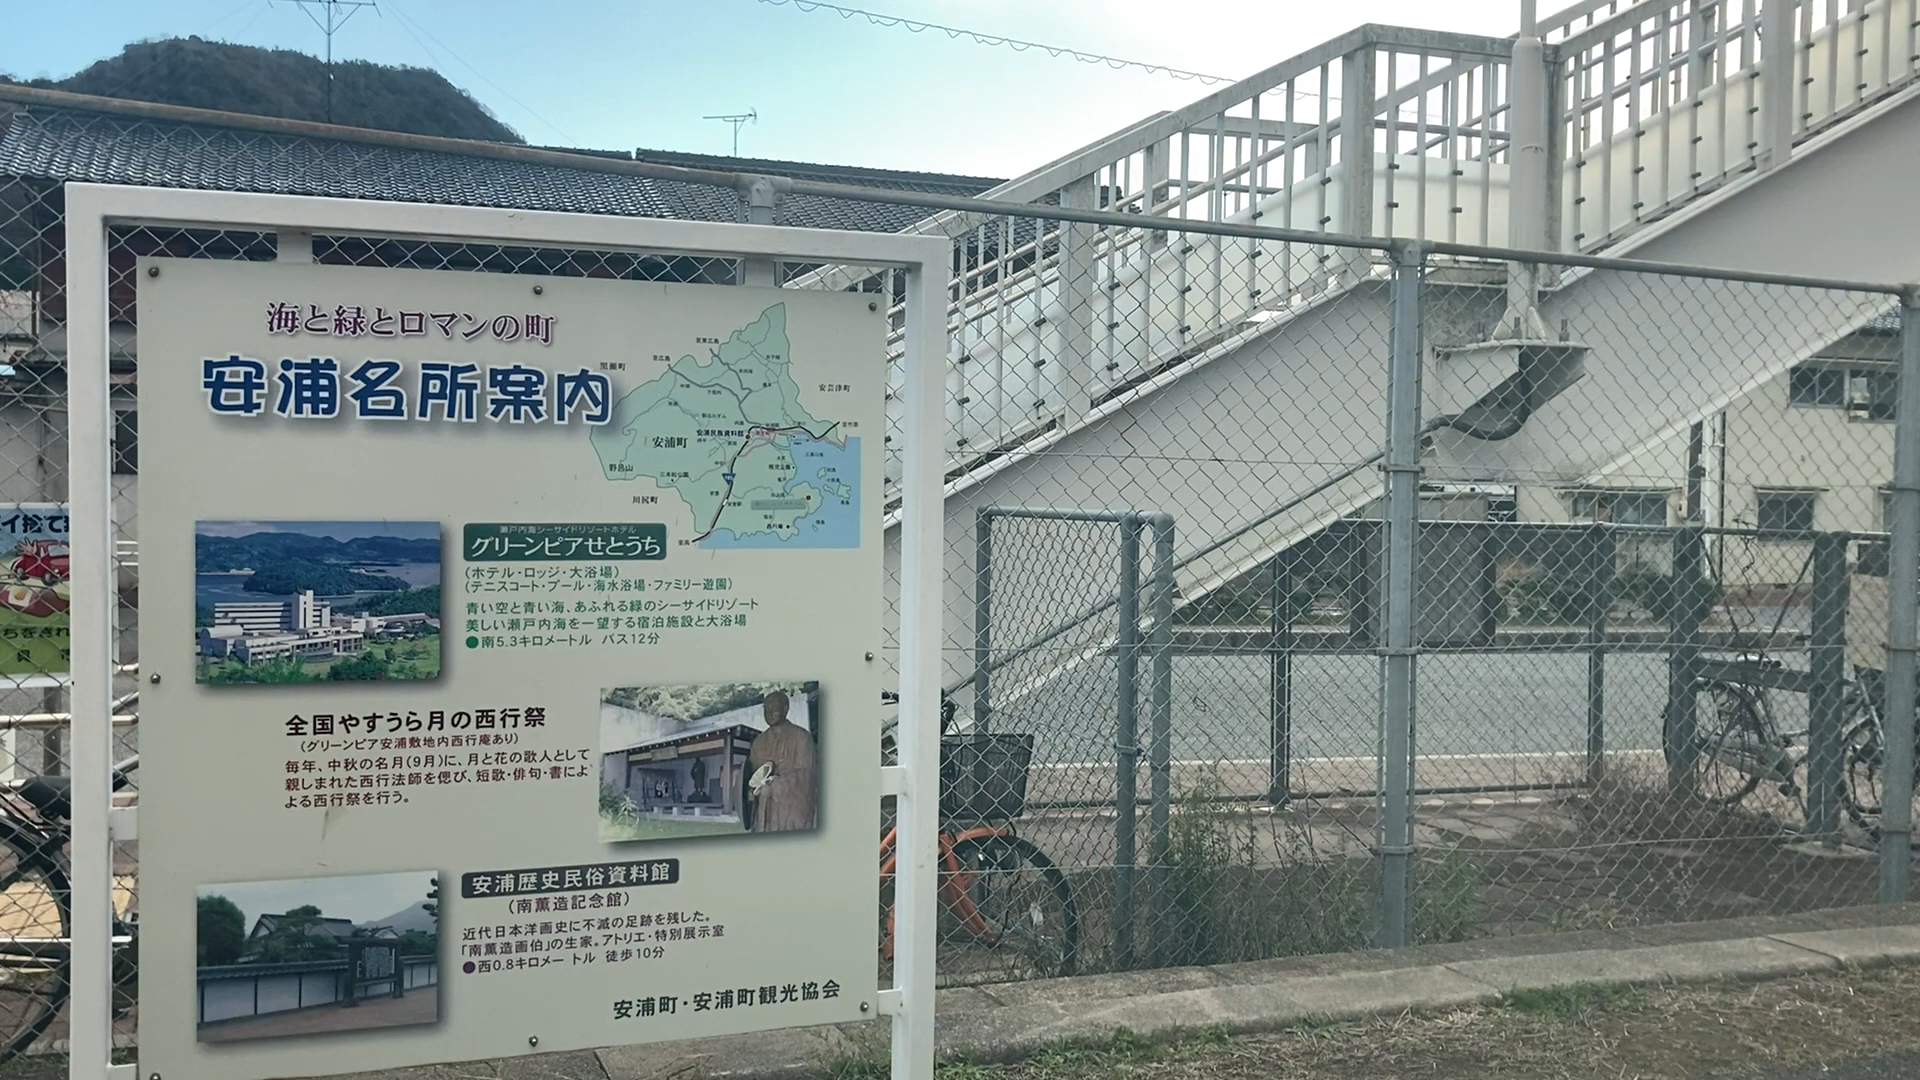 海と緑とロマンの町
安浦名所案内
黒瀬町
安芸津町
安浦町
野呂山
川尻町
瀬戸内海シーサイドリゾートホテル
グリーンピアせとうち
(ホテル・ロッジ・大浴場)
(テニスコート・プール・海水浴場・ファミリー遊園)
青い空と青い海、あふれる緑のシーサイドリゾート
美しい瀬戸内海を一望する宿泊施設と大浴場
●南5.3キロメートル バス12分
全国やすうら月の西行祭
(グリーンピア安浦敷地内西行庵あり)
毎年、中秋の名月(9月)に、月と花の歌人として
親しまれた西行法師を偲び、短歌・俳句・書によ
よる西行祭を行う。
安浦歴史民俗資料館
(南薫造記念館)
近代日本洋画史に不滅の足跡を残した。
「南薫造画伯」の生家。アトリエ・特別展示室
●西0.8キロメートル 徒歩10分
安浦町・安浦町観光協会